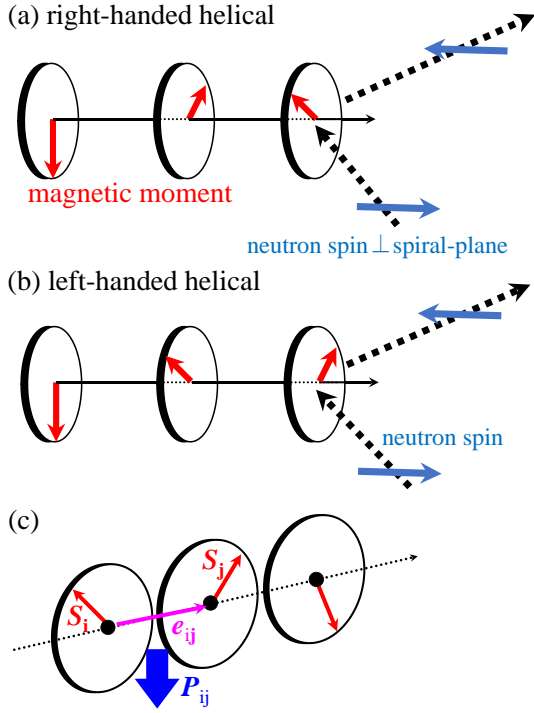 (a) right-handed helical
magnetic moment
neutron spin ⊥ spiral-plane
(b) left-handed helical
neutron spin
(c)
S_j
S_i
e_ij
P_ij